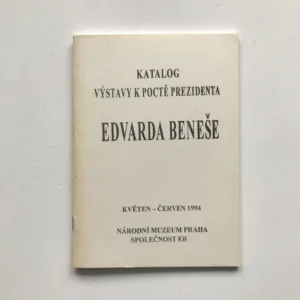 KATALOG
VÝSTAVY K POCTĚ PREZIDENTA
EDVARDA BENEŠE
KVĚTEN – ČERVEN 1994
NÁRODNÍ MUZEUM PRAHA
SPOLEČNOST EB